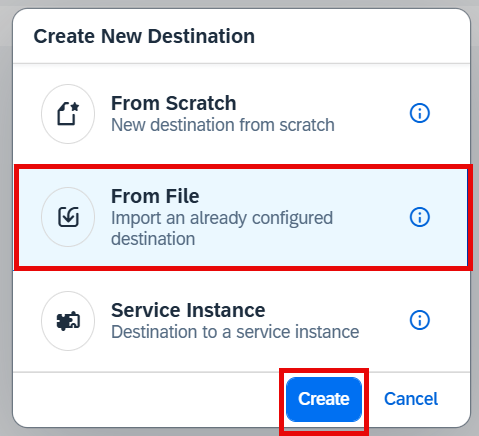 Create New Destination
From Scratch
New destination from scratch
From File
Import an already configured
destination
Service Instance
Destination to a service instance
Create
Cancel